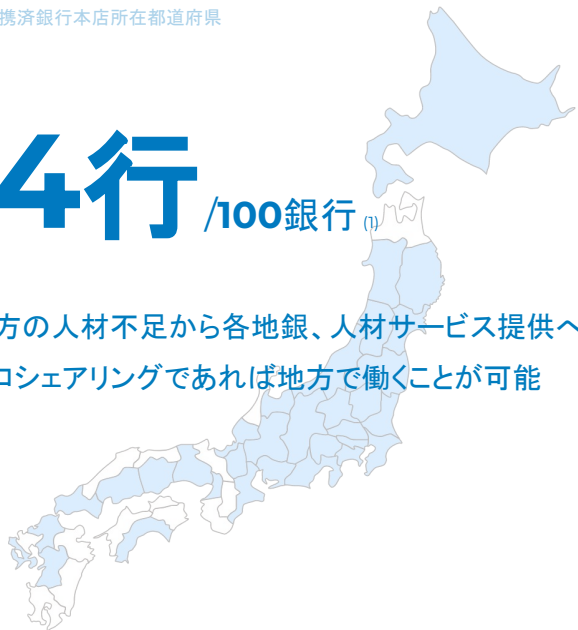 携済銀行本店所在都道府県
4行 /100銀行 (1)
方の人材不足から各地銀、人材サービス提供へ
ロシェアリングであれば地方で働くことが可能